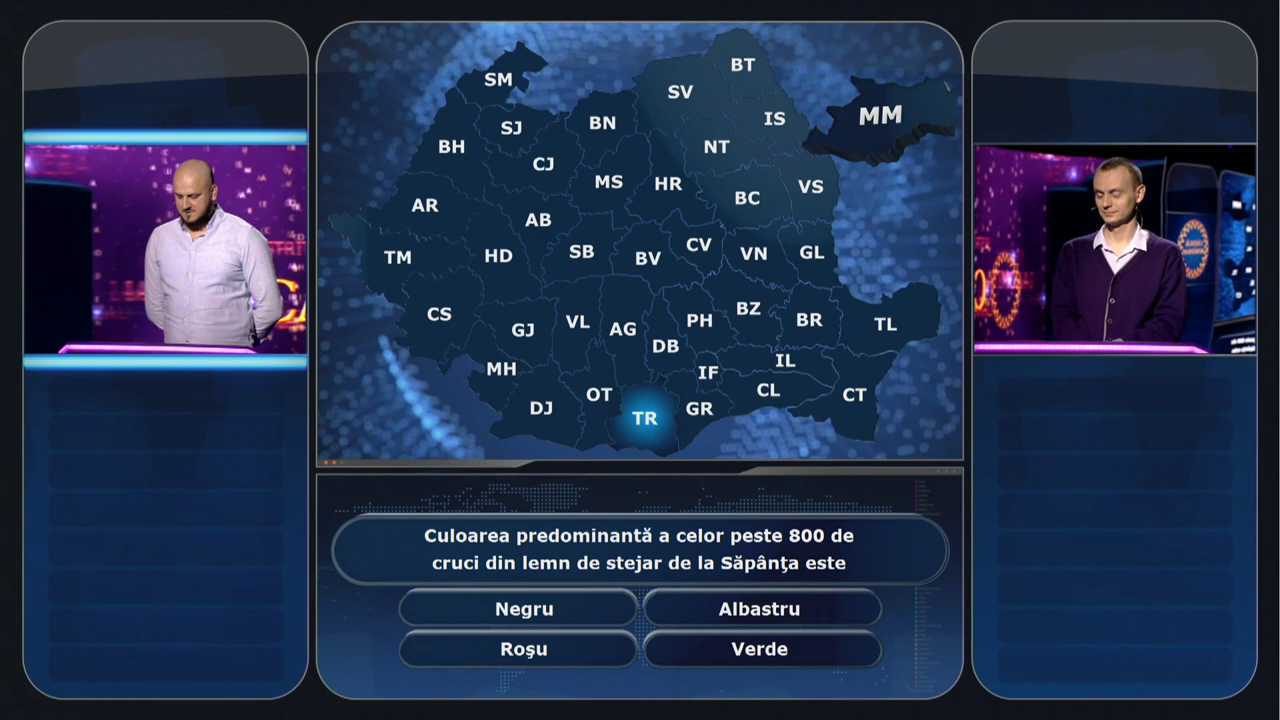 BT
SM
SV
MM
IS
BN
SJ
BH
NT
CJ
MS
HR
VS
BC
AR
AB
CV
SB
VN
GL
HD
TM
BV
BZ
CS
PH
BR
VL
TL
GJ
AG
DB
IL
MH
IF
CL
OT
CT
DJ
GR
TR
Culoarea predominantă a celor peste 800 de
cruci din lemn de stejar de la Săpânţa este
Negru
Albastru
Roşu
Verde